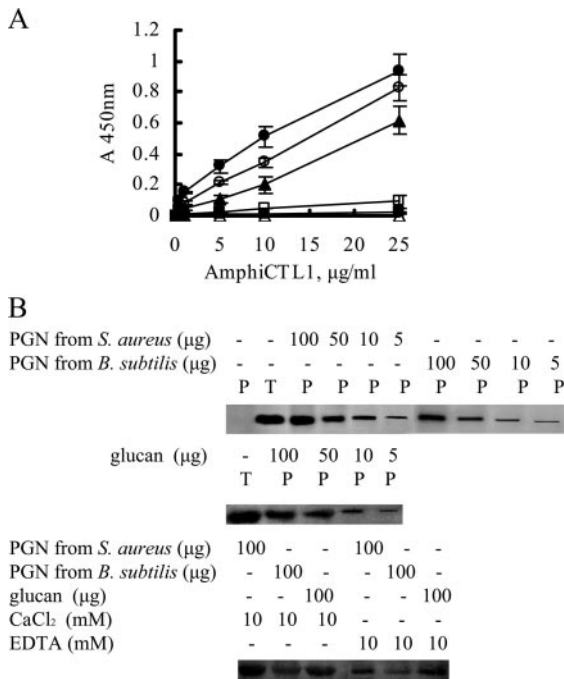 A
1.2
1
0.8
0.6
0.4
0.2
0
A 450nm
0 5 10 15 20 25
AmphiCTL1, μg/ml
B
PGN from S. aureus (μg) - - 100 50 10 5 - - - -
PGN from B. subtilis (μg) - - - - - - 100 50 10 5
P T P P P P P P P P
glucan (μg) - 100 50 10 5
T P P P P
PGN from S. aureus (μg) 100 - - 100 - -
PGN from B. subtilis (μg) - 100 - - 100 -
glucan (μg) - - 100 - - 100
CaCl₂ (mM) 10 10 10 - - -
EDTA (mM) - - - 10 10 10